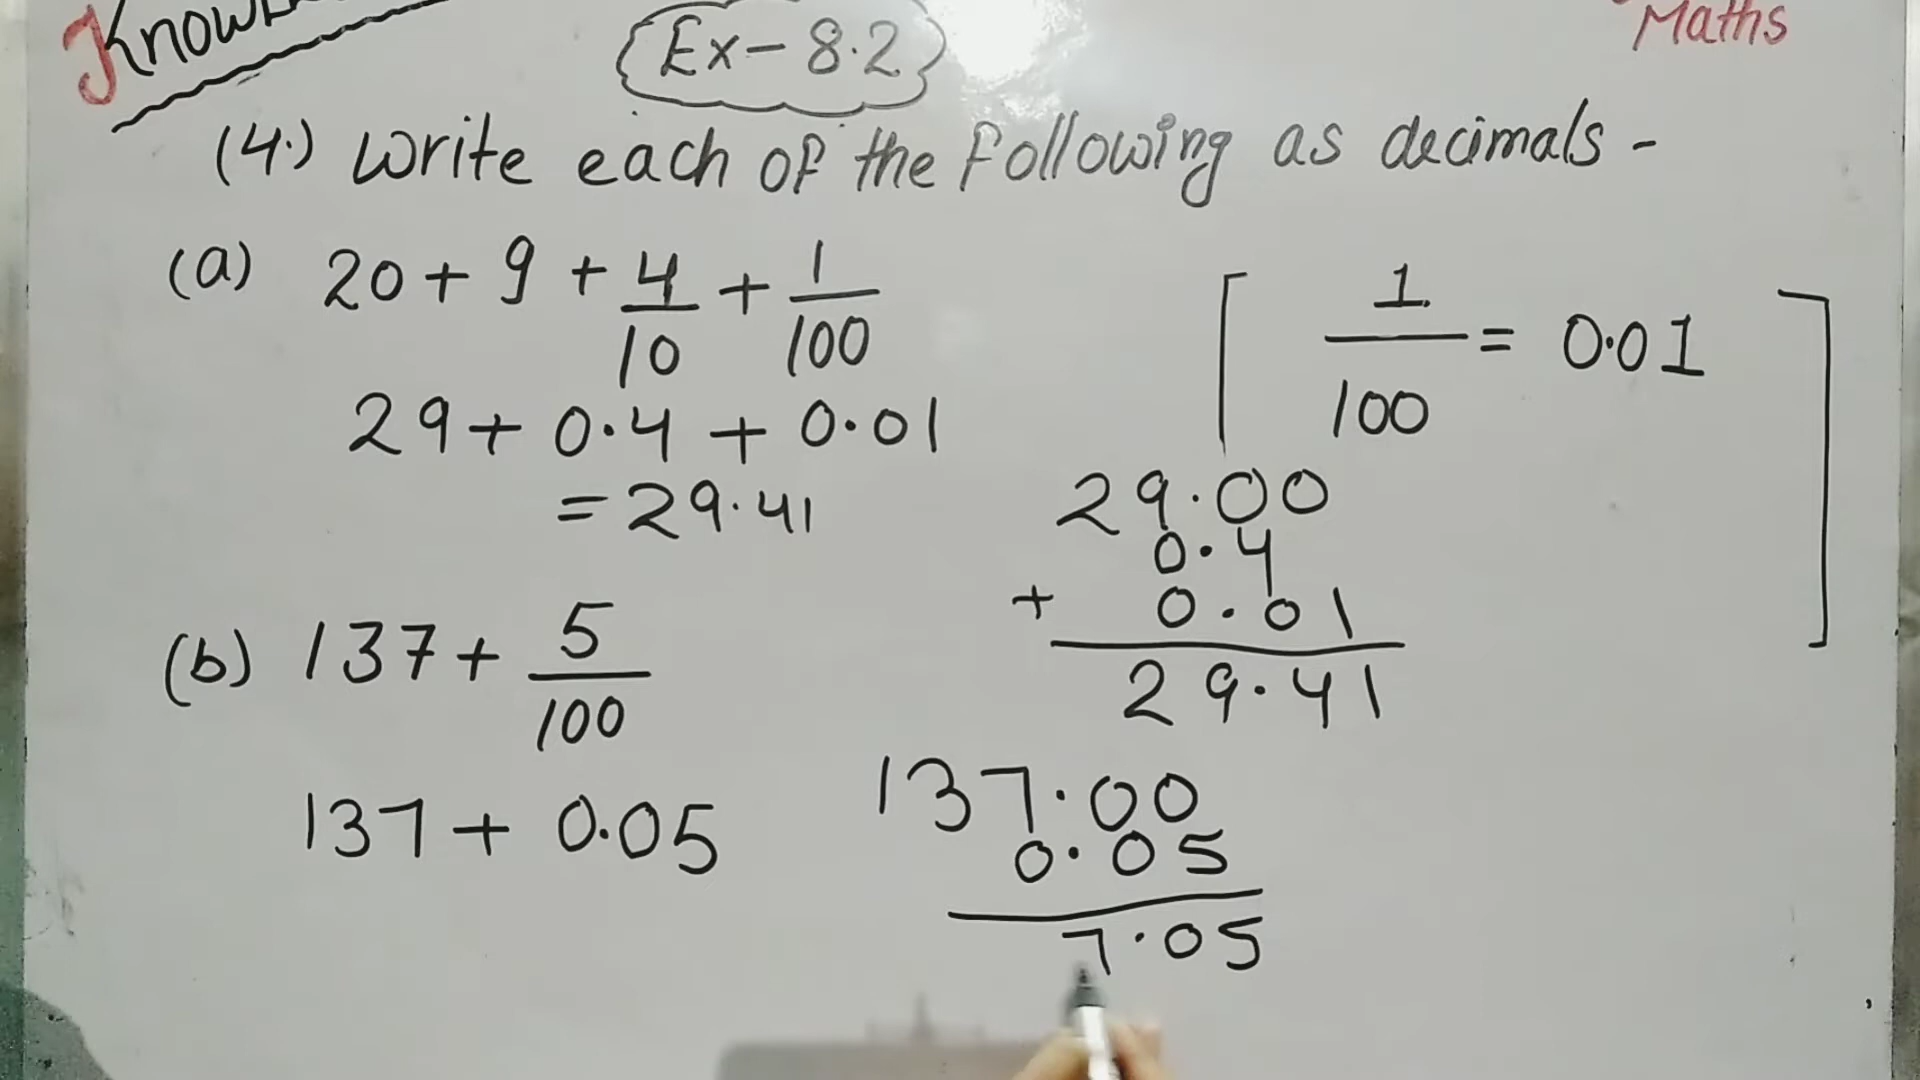 Ex-8.2
Maths
(4.) Write each of the following as decimals -
(a) 20 + 9 + 4/10 + 1/100
29 + 0.4 + 0.01
= 29.41
[ 1/100 = 0.01 ]
29.00
0.4
+ 0.01
29.41
(b) 137 + 5/100
137 + 0.05
137.00
0.05
7.05